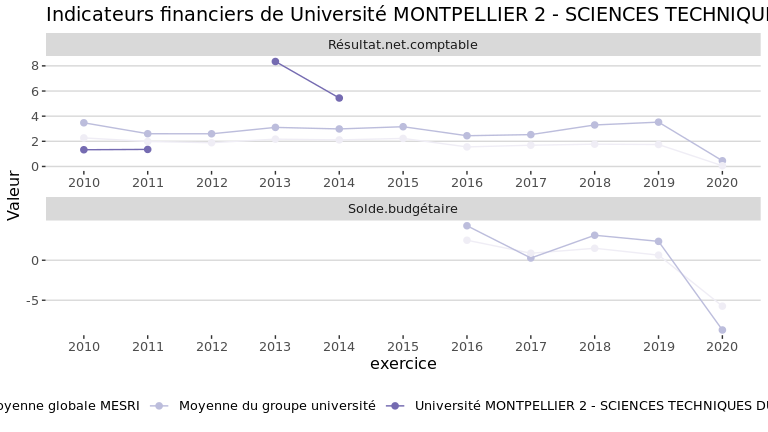 Indicateurs financiers de Université MONTPELLIER 2 - SCIENCES TECHNIQU
Résultat.net.comptable
8
6
4
2
0
2010 2011 2012 2013 2014 2015 2016 2017 2018 2019 2020
Valeur
Solde.budgétaire
0
-5
2010 2011 2012 2013 2014 2015 2016 2017 2018 2019 2020
exercice
oyenne globale MESRI Moyenne du groupe université Université MONTPELLIER 2 - SCIENCES TECHNIQUES DU